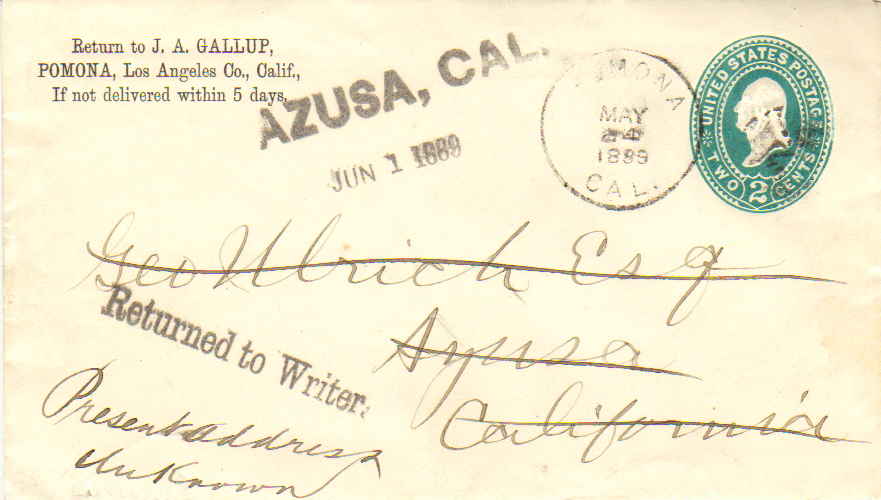 Return to J. A. GALLUP,
POMONA, Los Angeles Co., Calif.,
If not delivered within 5 days.
AZUSA, CAL.
JUN 1 1889
POMONA
MAY
24
1889
CAL.
UNITED STATES POSTAGE
TWO 2 CENTS
Geo Ulrich Esq
Azusa
California
Returned to Writer.
Present address
Unknown